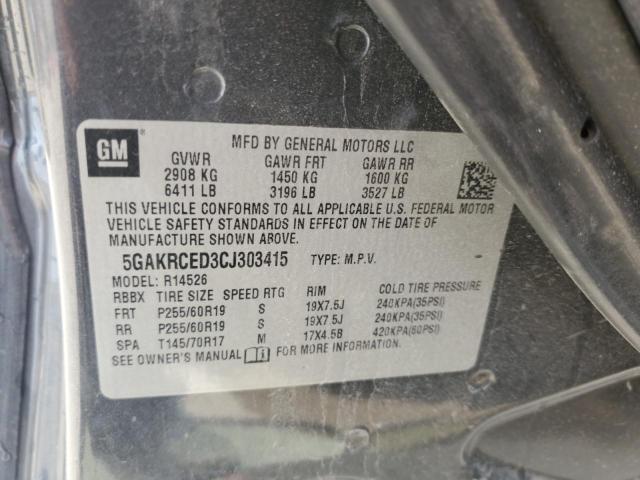 GM
MFD BY GENERAL MOTORS LLC
GVWR GAWR FRT GAWR RR
2908 KG 1450 KG 1600 KG
6411 LB 3196 LB 3527 LB
THIS VEHICLE CONFORMS TO ALL APPLICABLE U.S. FEDERAL MOTOR
VEHICLE SAFETY STANDARDS IN EFFECT ON THE DATE OF
MANUFACTURE SHOWN ABOVE.
5GAKRCED3CJ303415 TYPE: M.P.V.
MODEL: R14526
RBBX TIRE SIZE SPEED RTG RIM COLD TIRE PRESSURE
FRT P255/60R19 S 19X7.5J 240KPA(35PSI)
RR P255/60R19 S 19X7.5J 240KPA(35PSI)
SPA T145/70R17 M 17X4.5B 420KPA(60PSI)
SEE OWNER'S MANUAL FOR MORE INFORMATION.